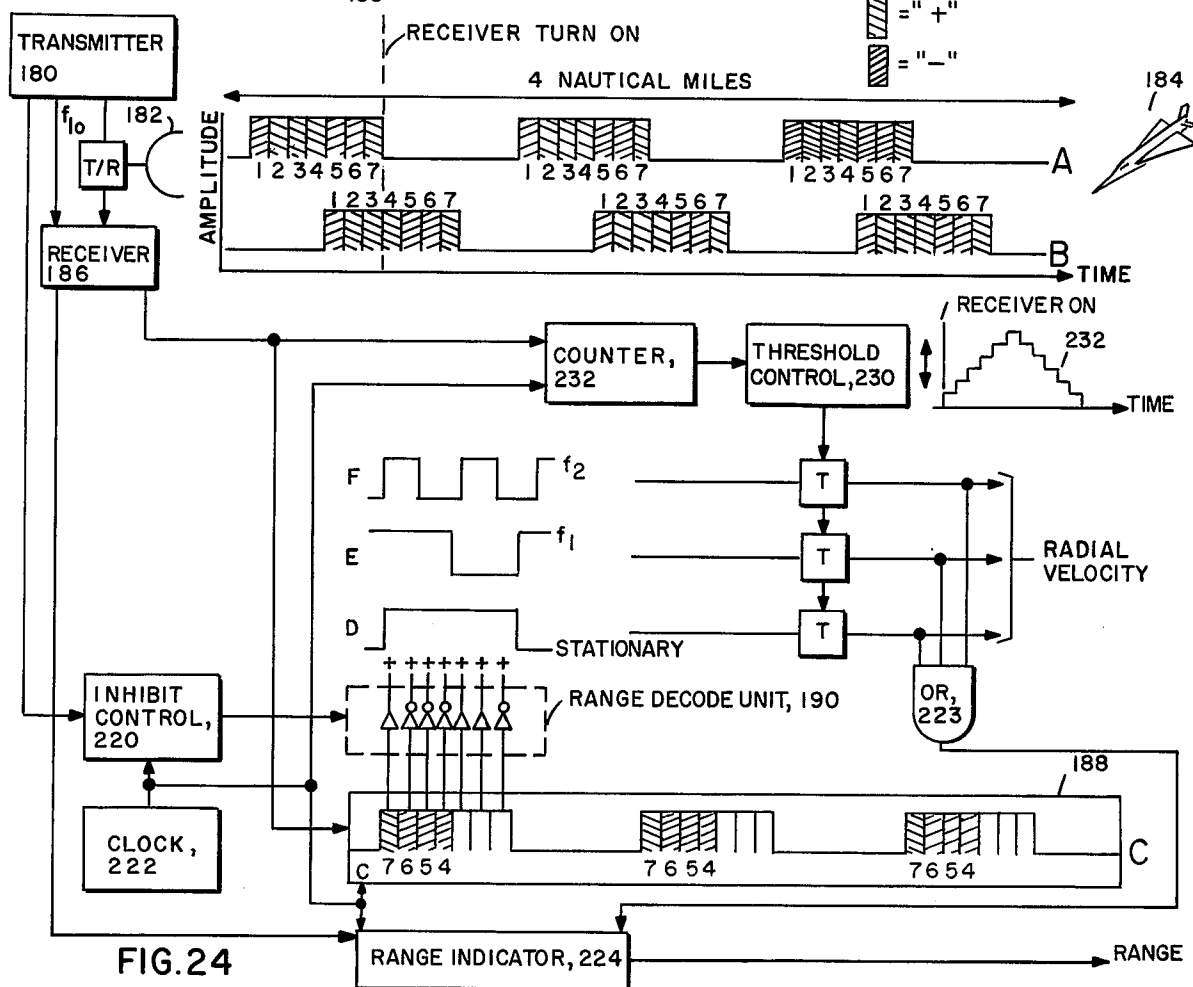 ="+"
="-"
RECEIVER TURN ON
4 NAUTICAL MILES
TRANSMITTER
180
f10
182
T/R
RECEIVER
186
AMPLITUDE
1 2 3 4 5 6 7
1 2 3 4 5 6 7
1 2 3 4 5 6 7
A
184
1 2 3 4 5 6 7
1 2 3 4 5 6 7
1 2 3 4 5 6 7
B
TIME
RECEIVER ON
232
TIME
COUNTER,
232
THRESHOLD
CONTROL,230
F
f2
T
E
f1
T
D
STATIONARY
T
RADIAL
VELOCITY
+ + + + + + +
RANGE DECODE UNIT, 190
OR,
223
INHIBIT
CONTROL,
220
CLOCK,
222
188
7 6 5 4
7 6 5 4
7 6 5 4
C
C
RANGE INDICATOR, 224
RANGE
FIG.24